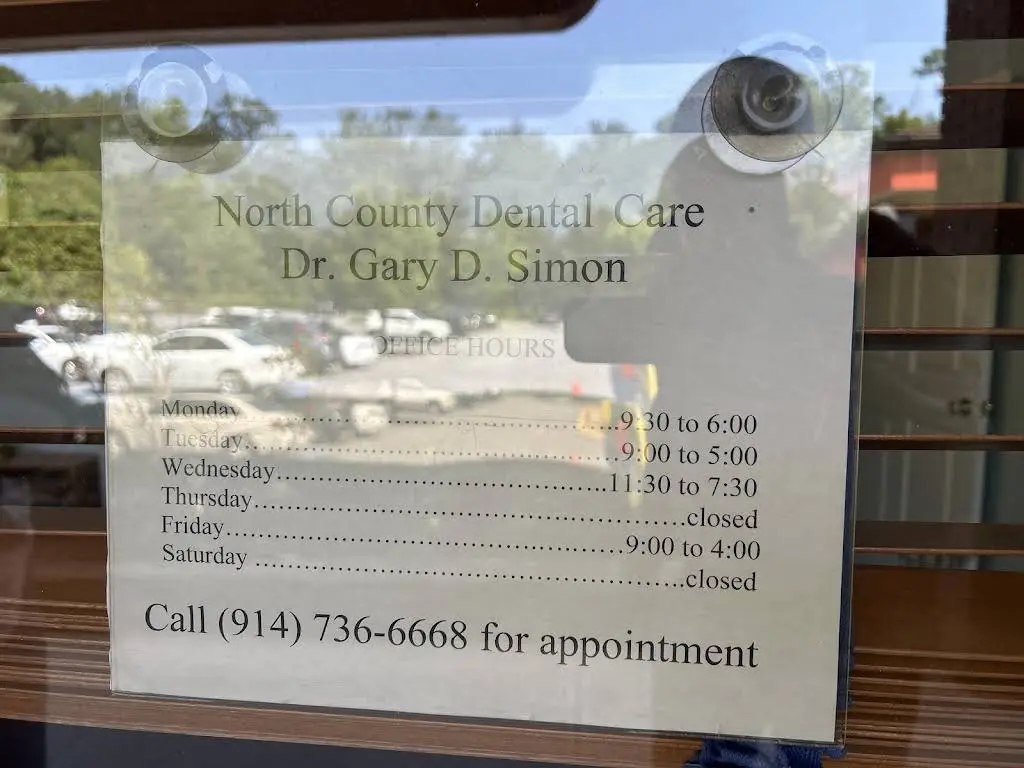 North County Dental Care
Dr. Gary D. Simon
OFFICE HOURS
Monday..................................................9:30 to 6:00
Tuesday..................................................9:00 to 5:00
Wednesday..................................................11:30 to 7:30
Thursday..................................................closed
Friday..................................................9:00 to 4:00
Saturday ..................................................closed
Call (914) 736-6668 for appointment